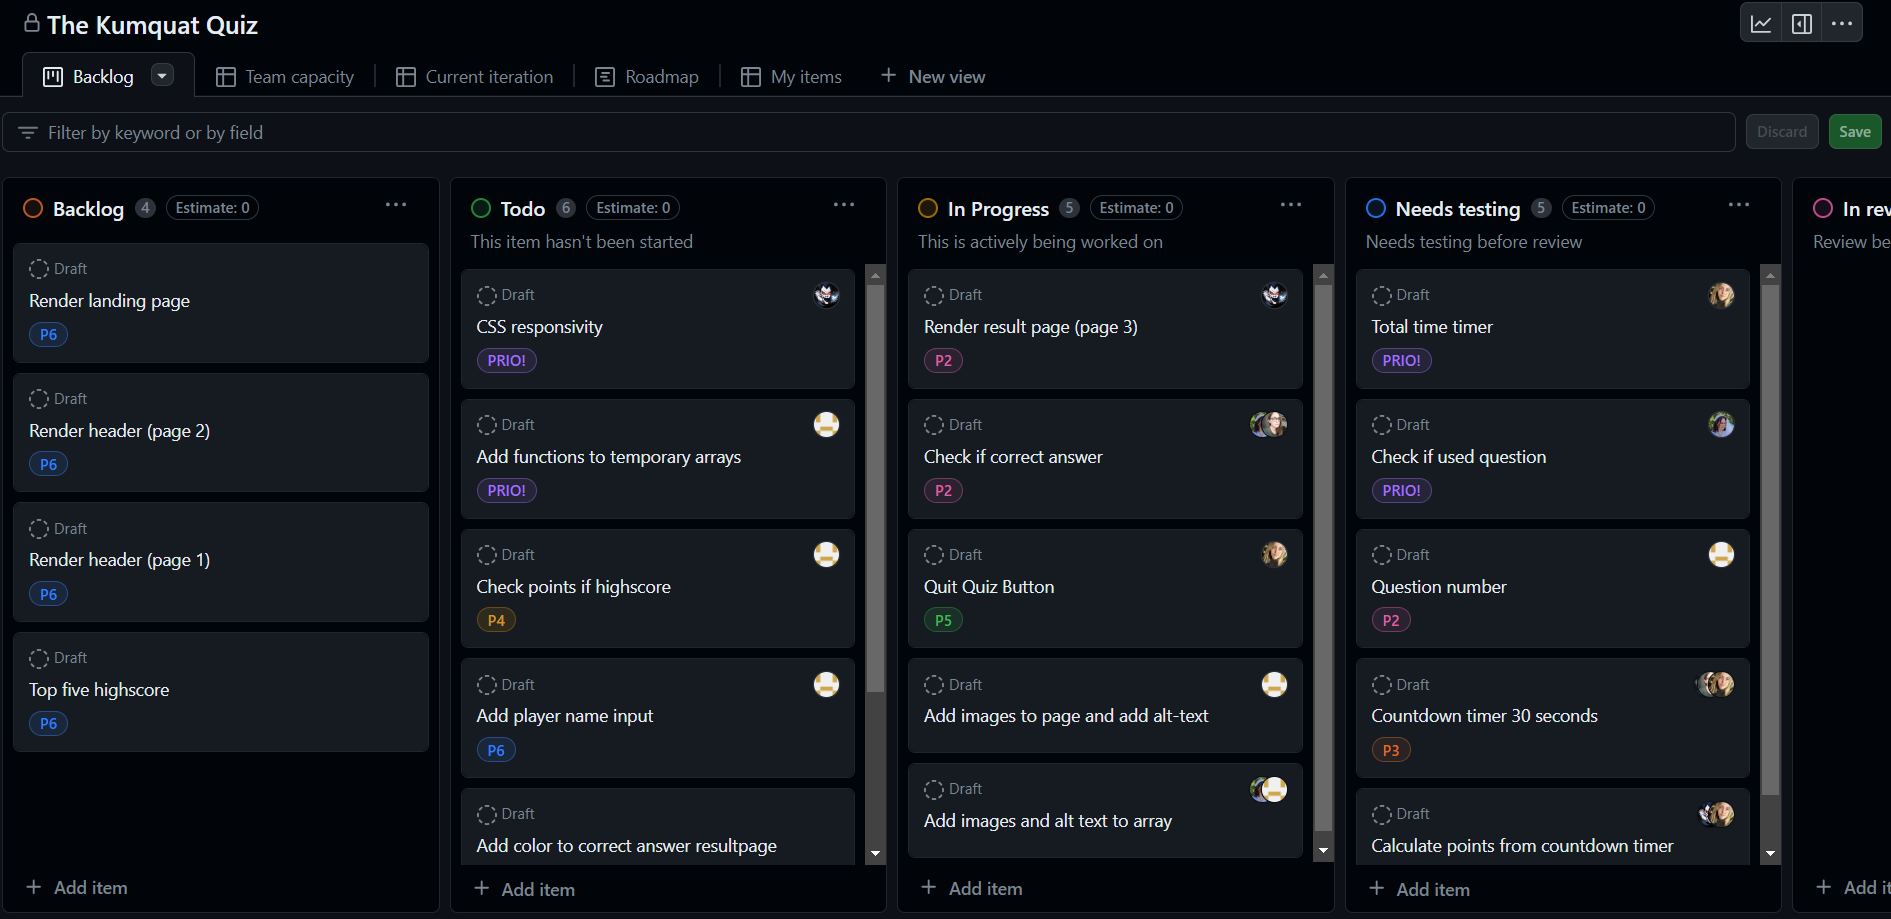 The Kumquat Quiz
Backlog
Team capacity
Current iteration
Roadmap
My items
New view
Filter by keyword or by field
Discard
Save
Backlog 4 Estimate: 0
Draft
Render landing page
P6
Draft
Render header (page 2)
P6
Draft
Render header (page 1)
P6
Draft
Top five highscore
P6
Add item
Todo 6 Estimate: 0
This item hasn't been started
Draft
CSS responsivity
PRIO!
Draft
Add functions to temporary arrays
PRIO!
Draft
Check points if highscore
P4
Draft
Add player name input
P6
Draft
Add color to correct answer resultpage
Add item
In Progress 5 Estimate: 0
This is actively being worked on
Draft
Render result page (page 3)
P2
Draft
Check if correct answer
P2
Draft
Quit Quiz Button
P5
Draft
Add images to page and add alt-text
Draft
Add images and alt text to array
Add item
Needs testing 5 Estimate: 0
Needs testing before review
Draft
Total time timer
PRIO!
Draft
Check if used question
PRIO!
Draft
Question number
P2
Draft
Countdown timer 30 seconds
P3
Draft
Calculate points from countdown timer
Add item
In rev
Review be
Add it